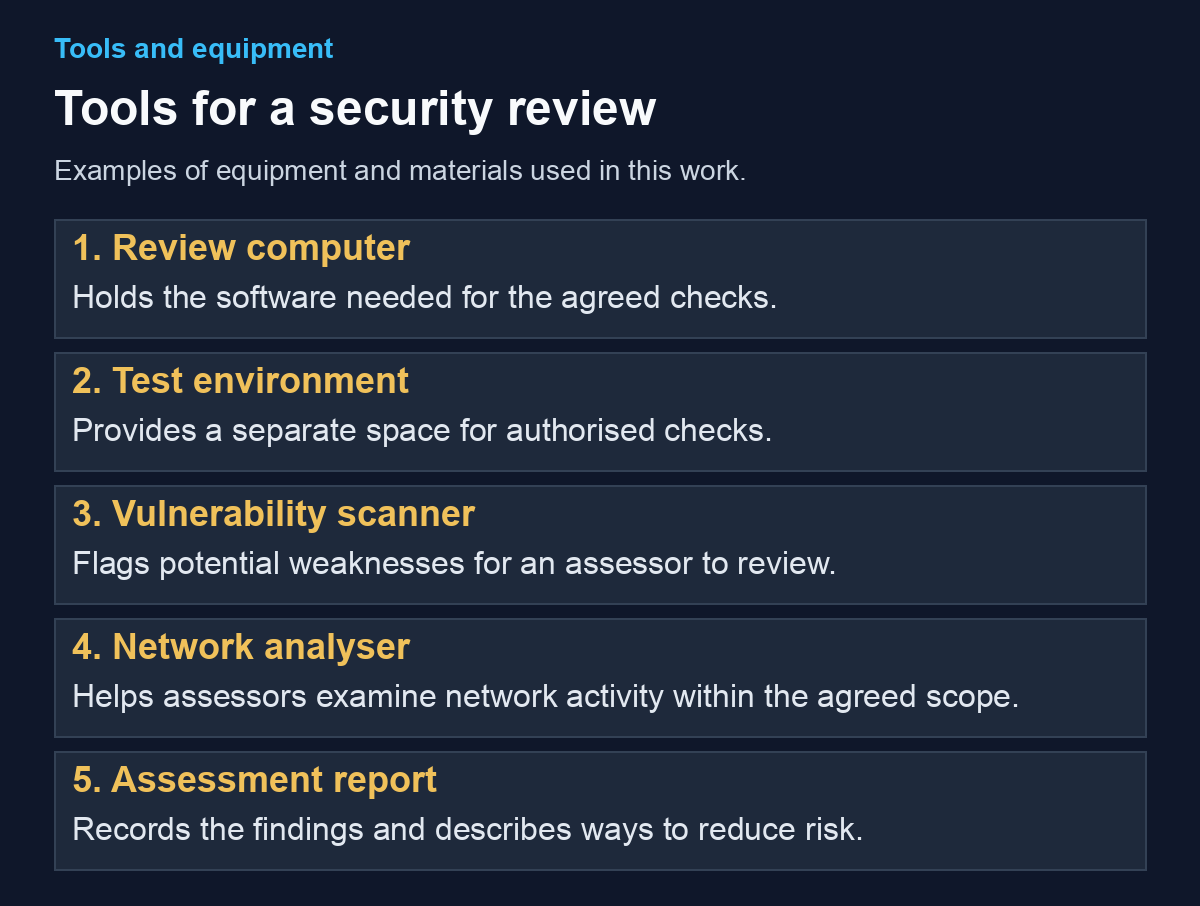 Tools and equipment
Tools for a security review
Examples of equipment and materials used in this work.
1. Review computer
Holds the software needed for the agreed checks.
2. Test environment
Provides a separate space for authorised checks.
3. Vulnerability scanner
Flags potential weaknesses for an assessor to review.
4. Network analyser
Helps assessors examine network activity within the agreed scope.
5. Assessment report
Records the findings and describes ways to reduce risk.